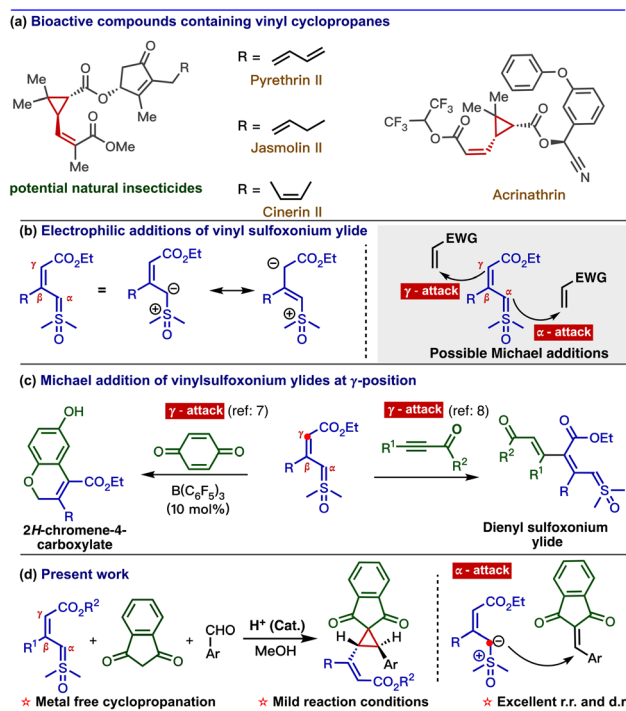 (a) Bioactive compounds containing vinyl cyclopropanes
Me
Me
O
O
O
R
Me
O
OMe
Me
potential natural insecticides
R =
Pyrethrin II
R =
Jasmolin II
R =
Cinerin II
CF3
CF3
O
O
Me
Me
O
O
O
N
Acrinathrin
(b) Electrophilic additions of vinyl sulfoxonium ylide
γ
CO2Et
R
β
α
S
O
=
CO2Et
R
⊖
⊕
S
O
⊖
CO2Et
R
⊕
S
O
EWG
γ - attack
γ
CO2Et
R
β
α
S
O
EWG
α - attack
Possible Michael additions
(c) Michael addition of vinylsulfoxonium ylides at γ-position
OH
O
CO2Et
R
2H-chromene-4-
carboxylate
γ - attack (ref: 7)
O
O
B(C6F5)3
(10 mol%)
γ
CO2Et
R
β
α
S
O
γ - attack (ref: 8)
R1
O
R2
O
R2
R1
O
OEt
R
S
O
Dienyl sulfoxonium
ylide
(d) Present work
γ
CO2R2
R1
β
α
S
O
+
O
O
+
CHO
Ar
H+ (Cat.)
MeOH
O
O
H
H
R
Ar
CO2R2
α - attack
CO2Et
R
⊖
⊕
S
O
O
O
Ar
☆ Metal free cyclopropanation
☆ Mild reaction conditions
☆ Excellent r.r. and d.r